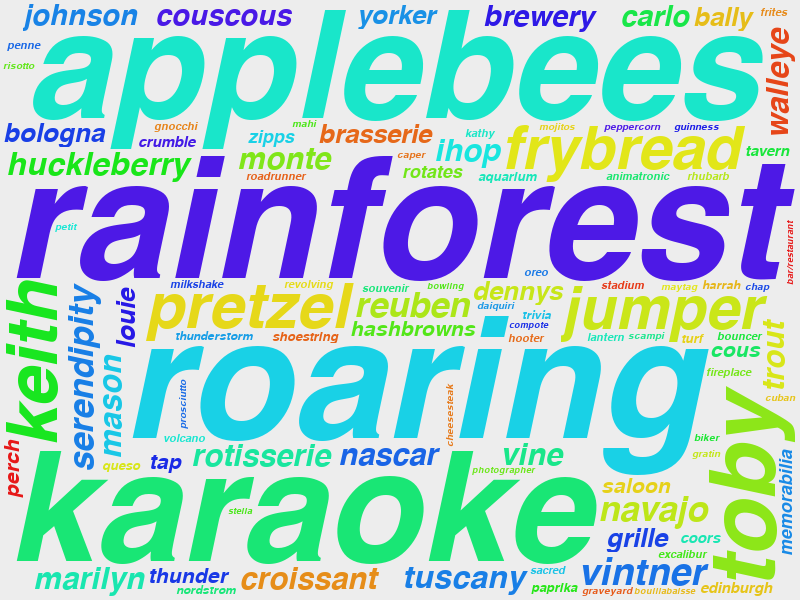 johnson couscous yorker brewery carlo bally frites
penne applebees walleye
risotto
bologna gnocchi mahi zipps brasserie kathy mojitos peppercorn guinness
crumble ihop frybread tavern
huckleberry monte caper
roadrunner rotates aquarium animatronic rhubarb
rainforest
petit bar/restaurant
oreo
milkshake revolving souvenir bowling dennys stadium maytag harrah chap
keith serendipity louie pretzel reuben daiquiri trivia jumper
hashbrowns compote
thunderstorm shoestring hooter lantern scampi turf bouncer
mason roaring cous trout
prosciutto cheesesteak fireplace
cuban
volcano biker
perch queso tap rotisserie nascar vine gratin toby memorabilia
photographer
karaoke saloon
stella navajo
grille coors
excalibur
marilyn thunder croissant tuscany sacred vintner
nordstrom paprika graveyard bouillabaisse edinburgh